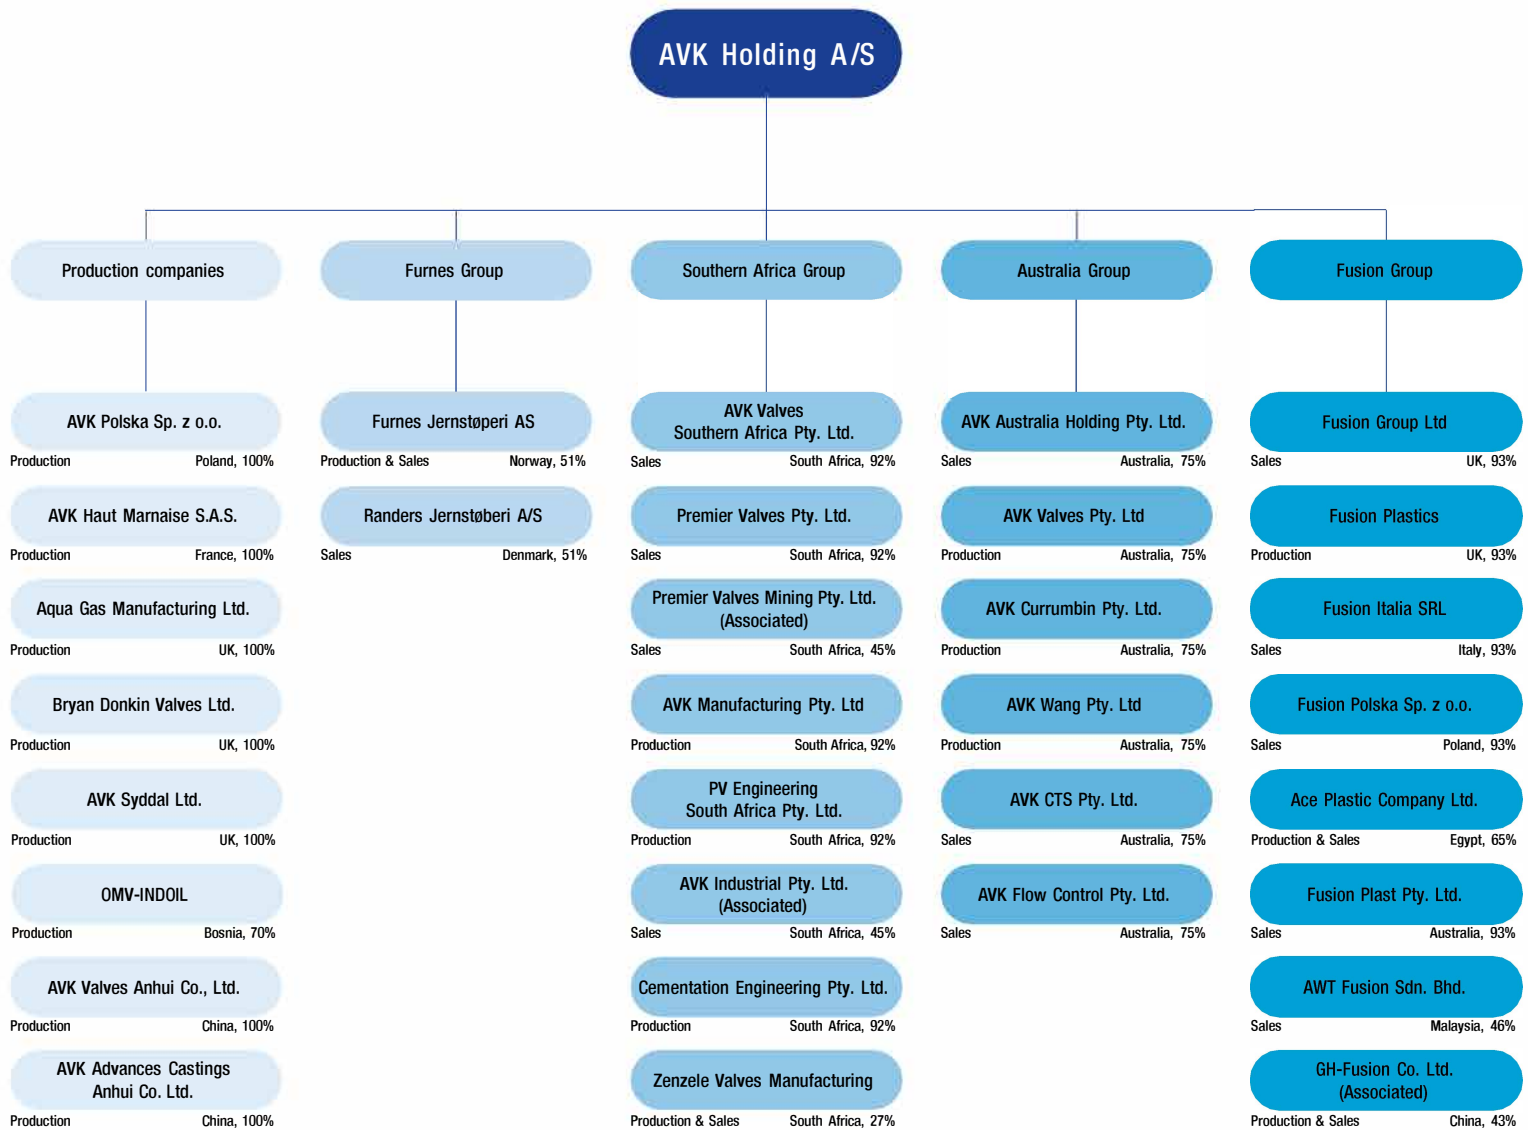 AVK Holding A/S
Production companies
Furnes Group
Southern Africa Group
Australia Group
Fusion Group
AVK Polska Sp. z o.o.
Production Poland, 100%
AVK Haut Marnaise S.A.S.
Production France, 100%
Aqua Gas Manufacturing Ltd.
Production UK, 100%
Bryan Donkin Valves Ltd.
Production UK, 100%
AVK Syddal Ltd.
Production UK, 100%
OMV-INDOIL
Production Bosnia, 70%
AVK Valves Anhui Co., Ltd.
Production China, 100%
AVK Advances Castings
Anhui Co. Ltd.
Production China, 100%
Furnes Jernstøperi AS
Production & Sales Norway, 51%
Randers Jernstøberi A/S
Sales Denmark, 51%
AVK Valves
Southern Africa Pty. Ltd.
Sales South Africa, 92%
Premier Valves Pty. Ltd.
Sales South Africa, 92%
Premier Valves Mining Pty. Ltd.
(Associated)
Sales South Africa, 45%
AVK Manufacturing Pty. Ltd
Production South Africa, 92%
PV Engineering
South Africa Pty. Ltd.
Production South Africa, 92%
AVK Industrial Pty. Ltd.
(Associated)
Sales South Africa, 45%
Cementation Engineering Pty. Ltd.
Production South Africa, 92%
Zenzele Valves Manufacturing
Production & Sales South Africa, 27%
AVK Australia Holding Pty. Ltd.
Sales Australia, 75%
AVK Valves Pty. Ltd
Production Australia, 75%
AVK Currumbin Pty. Ltd.
Production Australia, 75%
AVK Wang Pty. Ltd
Production Australia, 75%
AVK CTS Pty. Ltd.
Sales Australia, 75%
AVK Flow Control Pty. Ltd.
Sales Australia, 75%
Fusion Group Ltd
Sales UK, 93%
Fusion Plastics
Production UK, 93%
Fusion Italia SRL
Sales Italy, 93%
Fusion Polska Sp. z o.o.
Sales Poland, 93%
Ace Plastic Company Ltd.
Production & Sales Egypt, 65%
Fusion Plast Pty. Ltd.
Sales Australia, 93%
AWT Fusion Sdn. Bhd.
Sales Malaysia, 46%
GH-Fusion Co. Ltd.
(Associated)
Production & Sales China, 43%